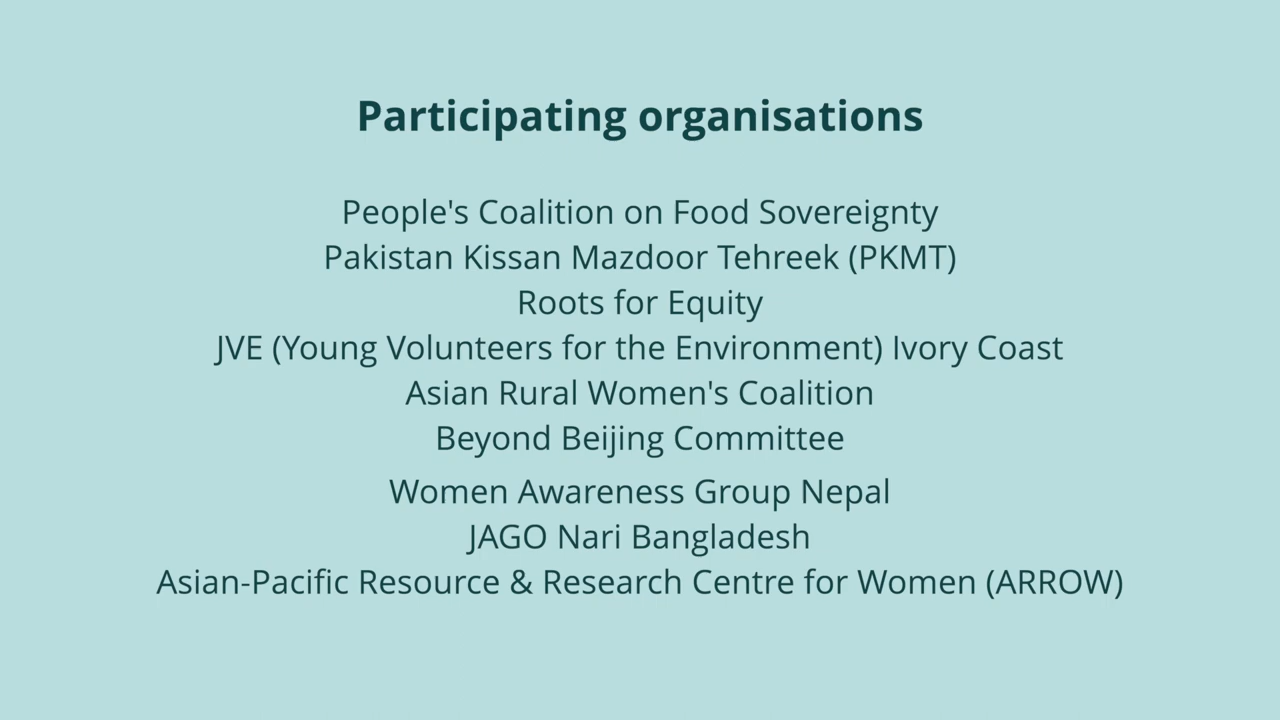 Participating organisations
People's Coalition on Food Sovereignty
Pakistan Kissan Mazdoor Tehreek (PKMT)
Roots for Equity
JVE (Young Volunteers for the Environment) Ivory Coast
Asian Rural Women's Coalition
Beyond Beijing Committee
Women Awareness Group Nepal
JAGO Nari Bangladesh
Asian-Pacific Resource & Research Centre for Women (ARROW)